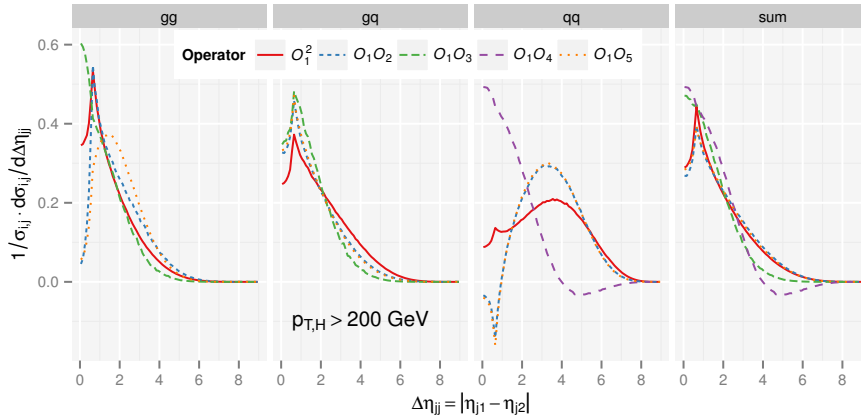 gg gq qq sum
Operator O₁² O₁O₂ O₁O₃ O₁O₄ O₁O₅
1/σᵢ,ⱼ · dσᵢ,ⱼ/dΔηⱼⱼ
0.6
0.4
0.2
0.0
p_T,H > 200 GeV
0 2 4 6 8 0 2 4 6 8 0 2 4 6 8 0 2 4 6 8
Δηⱼⱼ = |ηⱼ₁ − ηⱼ₂|